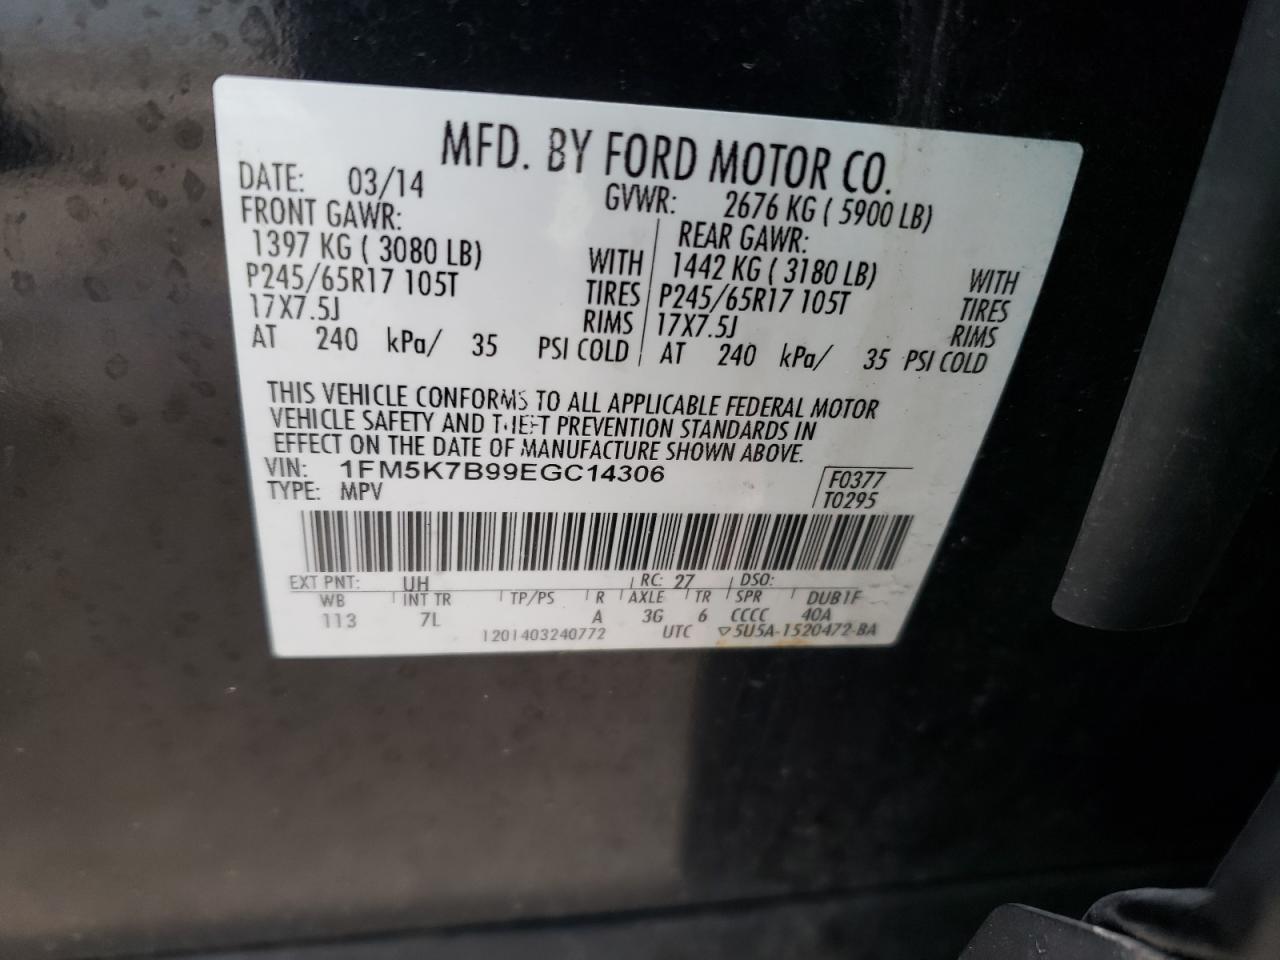 MFD. BY FORD MOTOR CO.
DATE: 03/14 GVWR: 2676 KG ( 5900 LB)
FRONT GAWR: REAR GAWR:
1397 KG ( 3080 LB) WITH 1442 KG ( 3180 LB) WITH
P245/65R17 105T TIRES P245/65R17 105T TIRES
17X7.5J RIMS 17X7.5J RIMS
AT 240 kPa/ 35 PSI COLD AT 240 kPa/ 35 PSI COLD
THIS VEHICLE CONFORMS TO ALL APPLICABLE FEDERAL MOTOR
VEHICLE SAFETY AND THEFT PREVENTION STANDARDS IN
EFFECT ON THE DATE OF MANUFACTURE SHOWN ABOVE.
VIN: 1FM5K7B99EGC14306 F0377
TYPE: MPV T0295
EXT PNT: UH RC: 27 DSO:
WB INT TR TP/PS R AXLE TR SPR DUB1F
113 7L A 3G 6 CCCC 40A
1201403240772 UTC ▽5U5A-1520472-BA